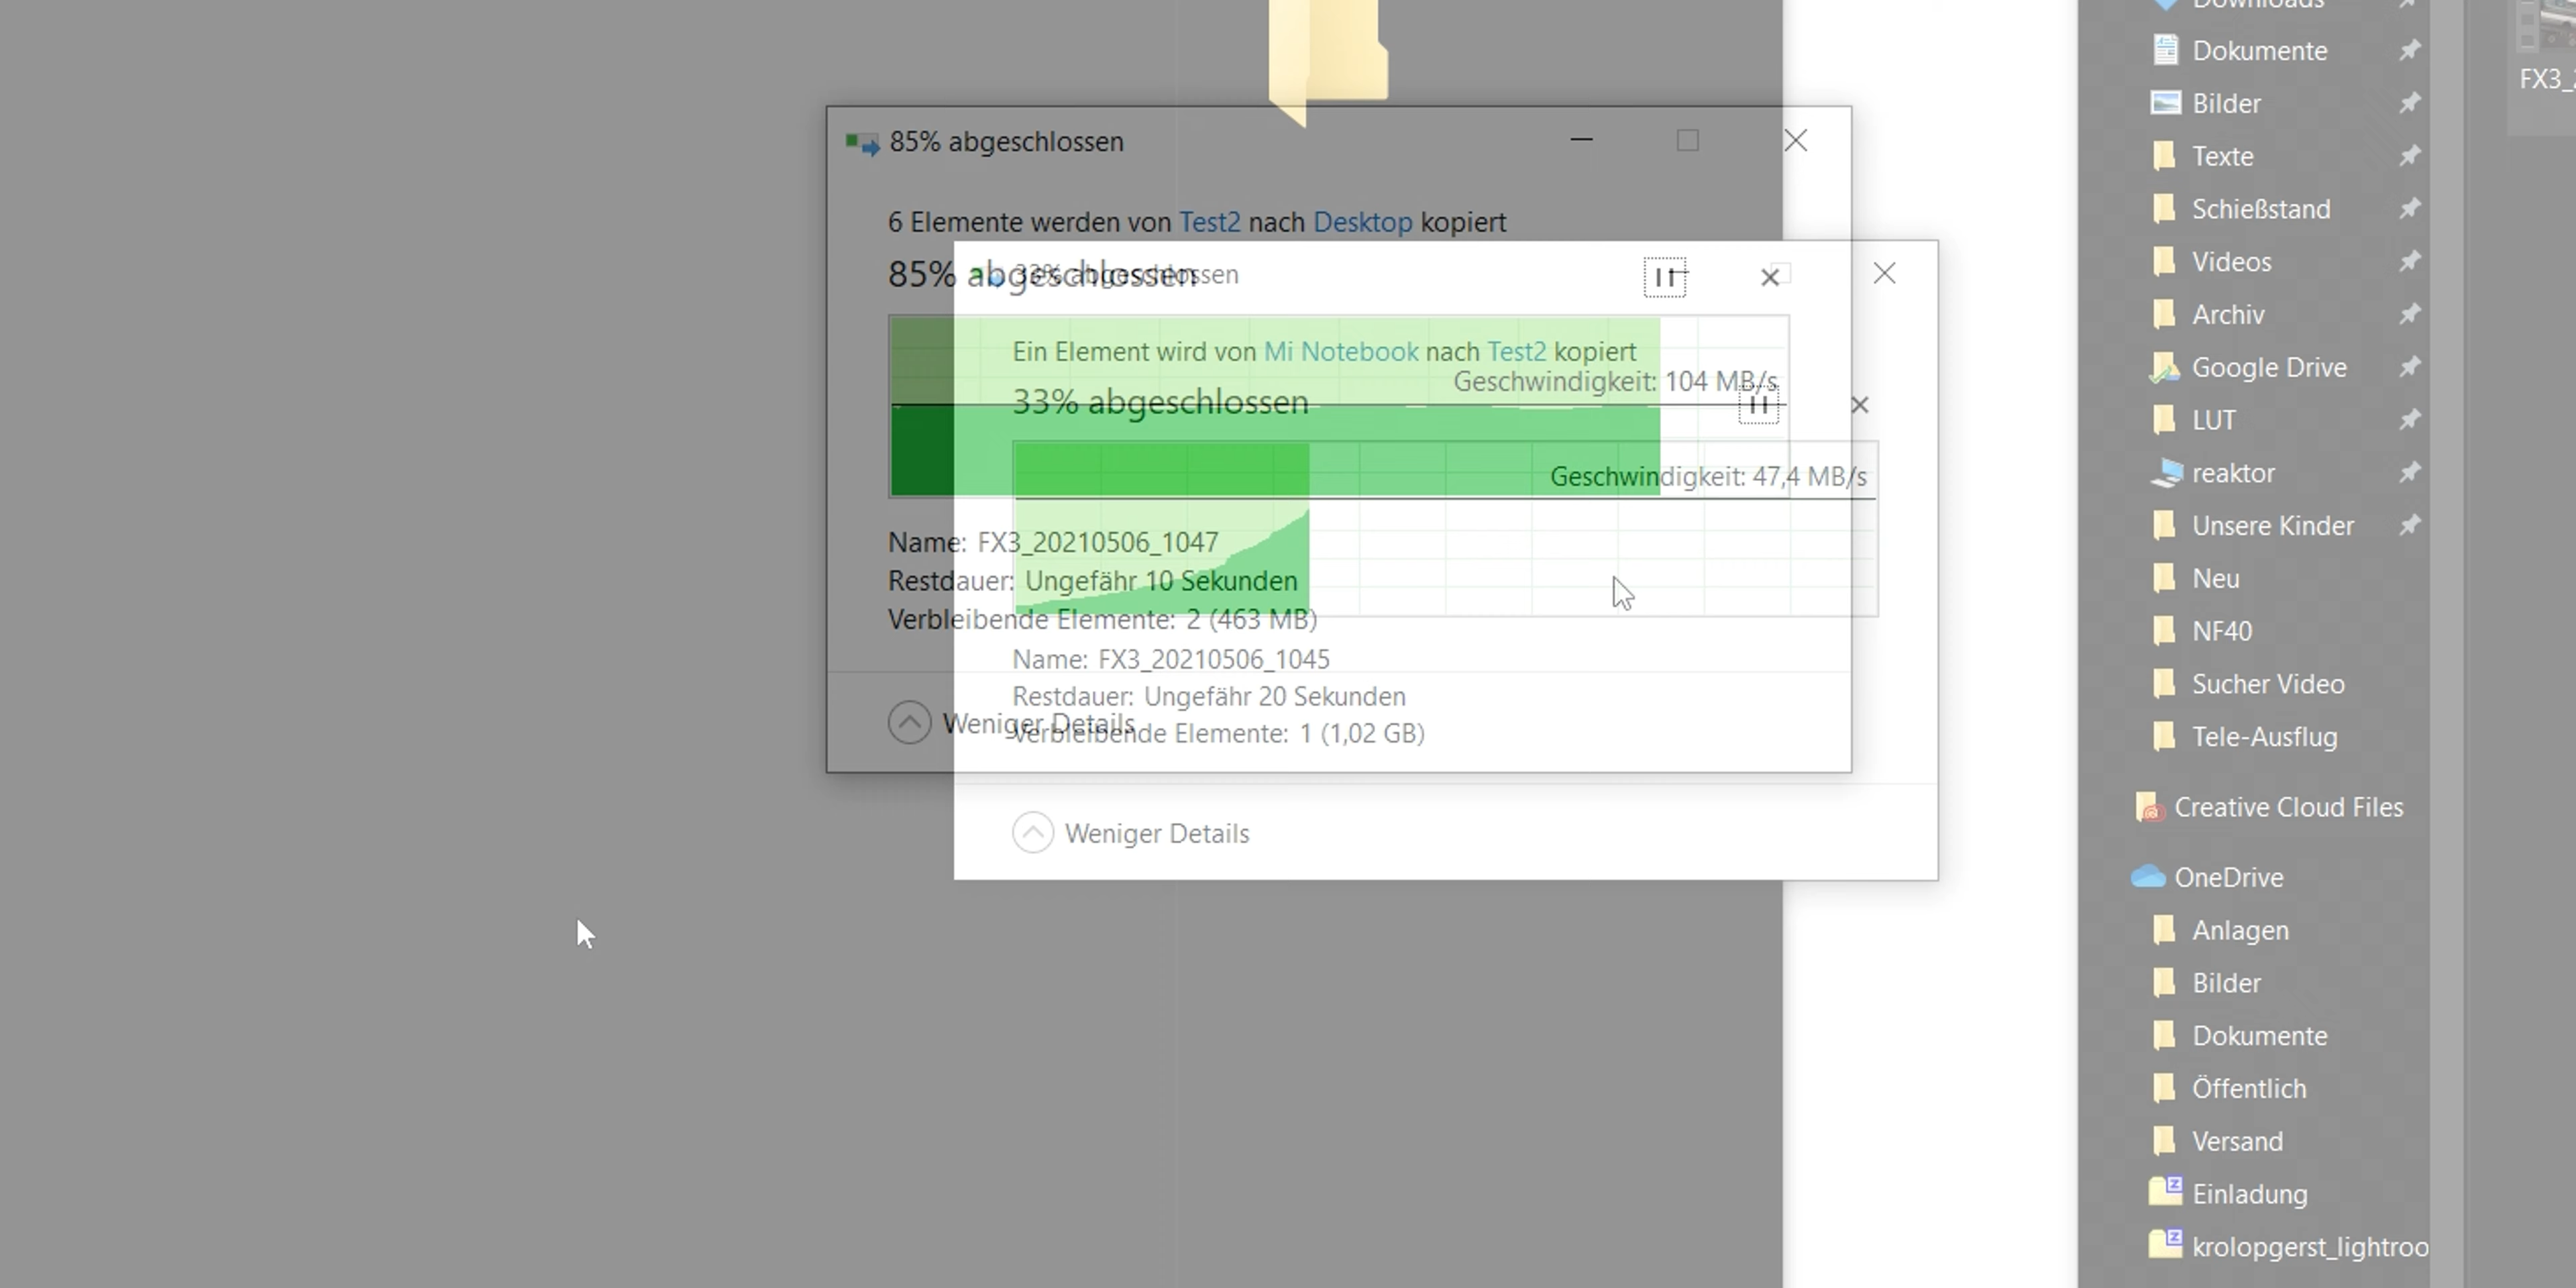 85% abgeschlossen
6 Elemente werden von Test2 nach Desktop kopiert
85% abgeschlossen
Geschwindigkeit: 104 MB/s
Name: FX3_20210506_1047
Restdauer: Ungefähr 10 Sekunden
Verbleibende Elemente: 2 (463 MB)
Weniger Details
33% abgeschlossen
Ein Element wird von Mi Notebook nach Test2 kopiert
33% abgeschlossen
Geschwindigkeit: 47,4 MB/s
Name: FX3_20210506_1045
Restdauer: Ungefähr 20 Sekunden
Verbleibende Elemente: 1 (1,02 GB)
Weniger Details
Downloads
Dokumente
Bilder
Texte
Schießstand
Videos
Archiv
Google Drive
LUT
reaktor
Unsere Kinder
Neu
NF40
Sucher Video
Tele-Ausflug
Creative Cloud Files
OneDrive
Anlagen
Bilder
Dokumente
Öffentlich
Versand
Einladung
krolopgerst_lightroo